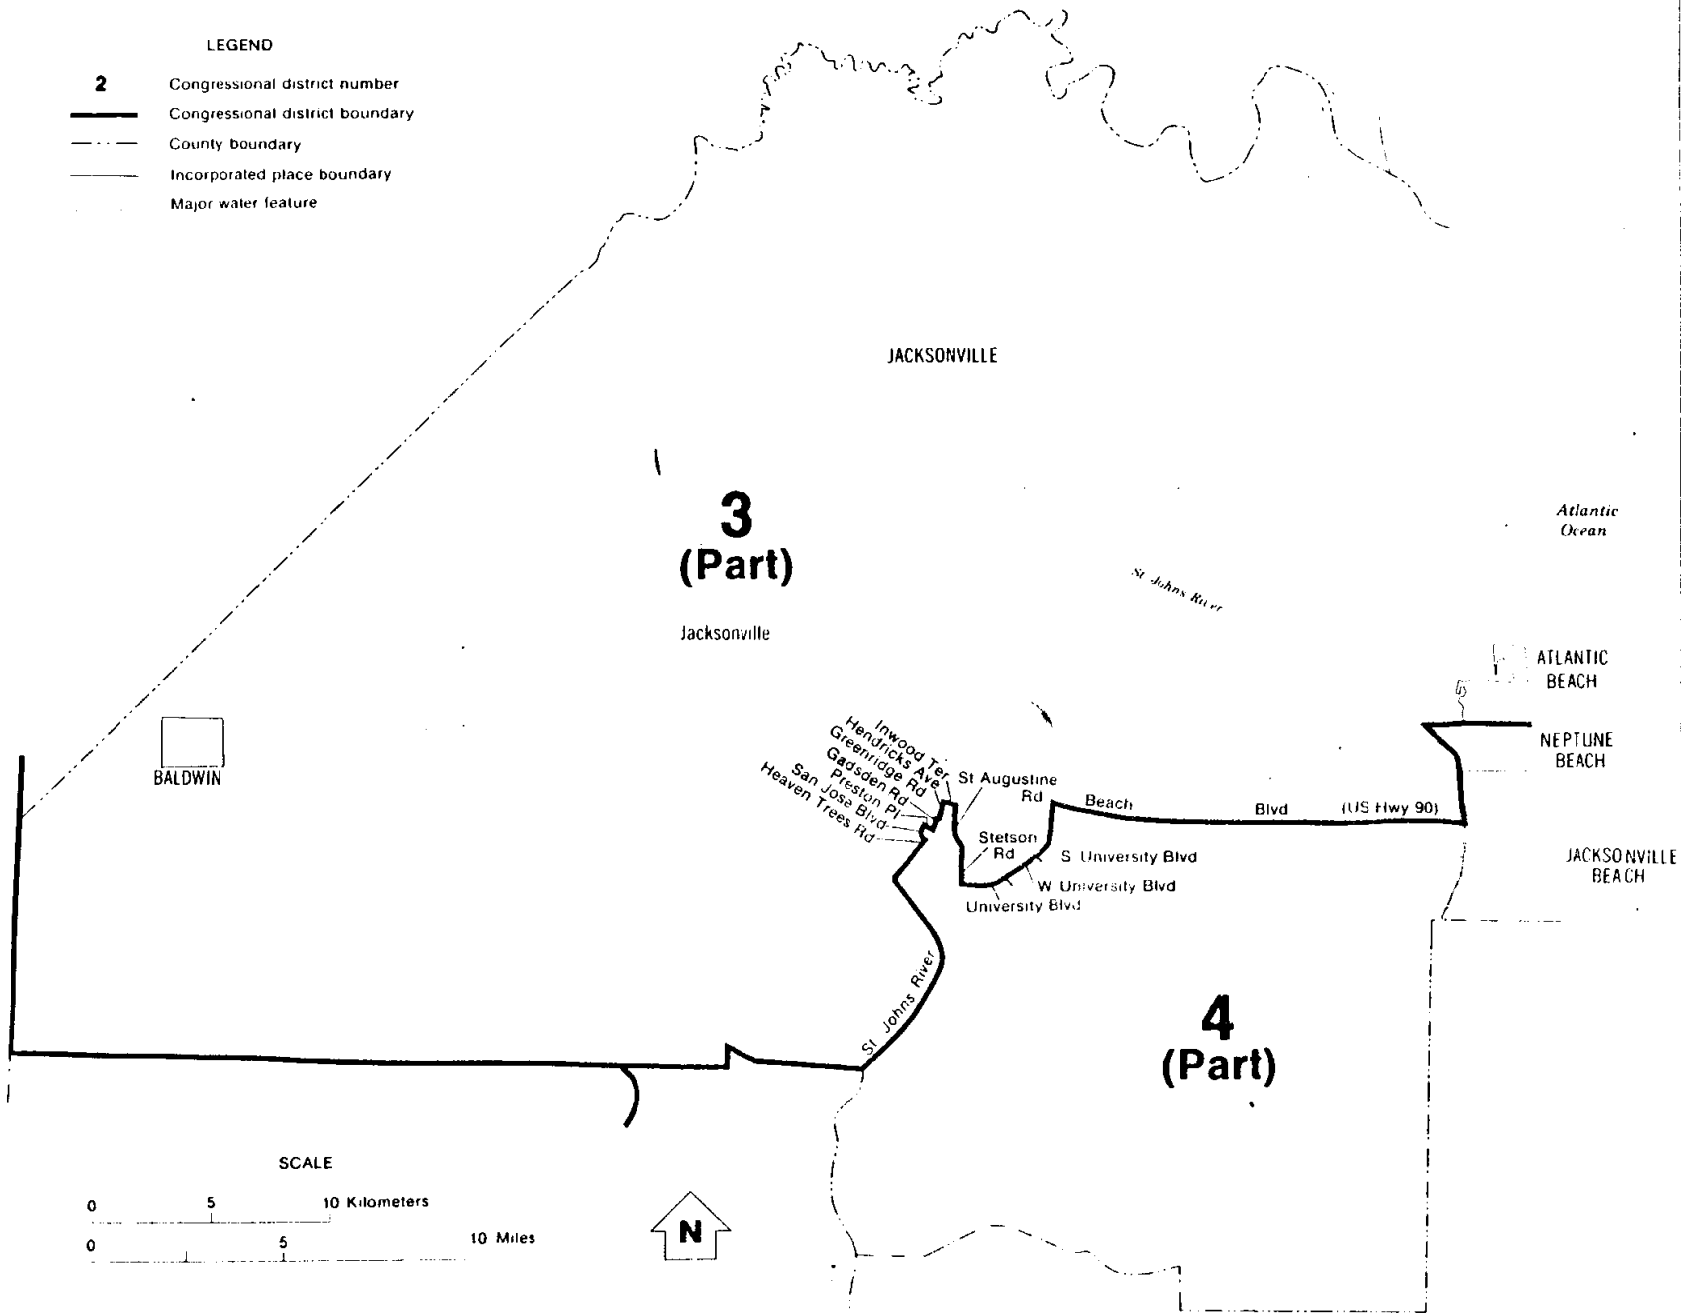 LEGEND
2 Congressional district number
Congressional district boundary
County boundary
Incorporated place boundary
Major water feature
JACKSONVILLE
3
(Part)
Jacksonville
Atlantic
Ocean
St Johns River
ATLANTIC
BEACH
NEPTUNE
BEACH
BALDWIN
Inwood Ter
Hendricks Ave
Greenridge Rd
Gadsden Rd
Preston Pl
San Jose Blvd
Heaven Trees Rd
St Augustine
Rd
Beach Blvd (US Hwy 90)
Stetson
Rd
S University Blvd
W University Blvd
University Blvd
JACKSONVILLE
BEACH
St Johns River
4
(Part)
SCALE
0 5 10 Kilometers
0 5 10 Miles
N